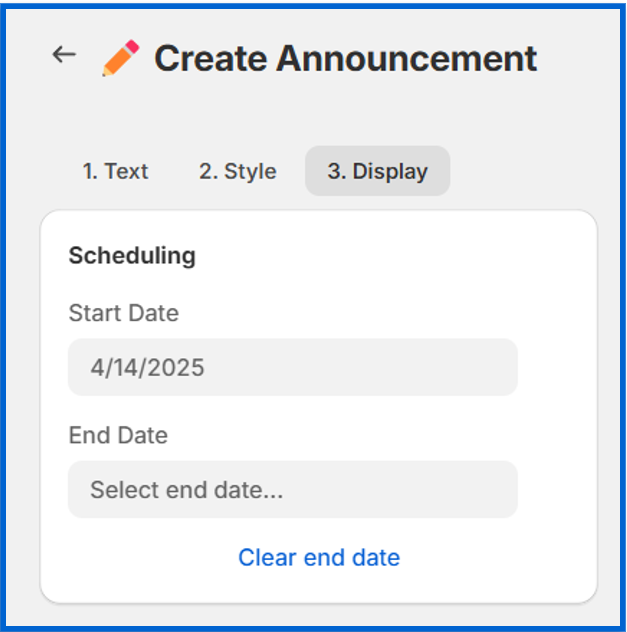 Create Announcement
1. Text 2. Style 3. Display
Scheduling
Start Date
4/14/2025
End Date
Select end date...
Clear end date